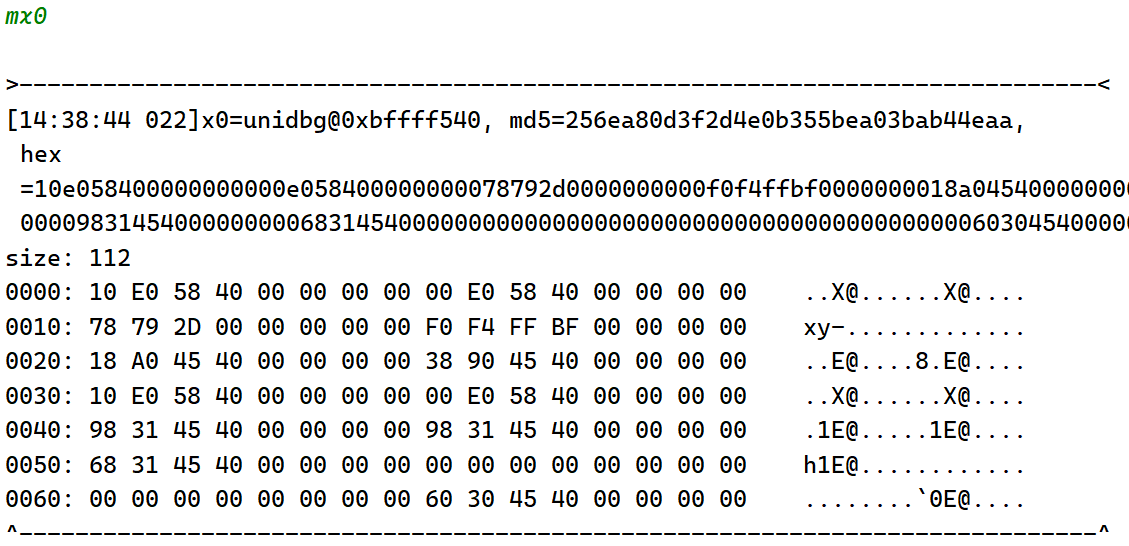 mx0
>-----------------------------------------------------------------------------<
[14:38:44 022]x0=unidbg@0xbffff540, md5=256ea80d3f2d4e0b355bea03bab44eaa,
hex
=10e058400000000000e058400000000078792d0000000000f0f4ffbf0000000018a0454000000000
00009831454000000000683145400000000000000000000000000000000000000000603045400000
size: 112
0000: 10 E0 58 40 00 00 00 00 00 E0 58 40 00 00 00 00    ..X@......X@....
0010: 78 79 2D 00 00 00 00 00 F0 F4 FF BF 00 00 00 00    xy-.............
0020: 18 A0 45 40 00 00 00 00 38 90 45 40 00 00 00 00    ..E@....8.E@....
0030: 10 E0 58 40 00 00 00 00 00 E0 58 40 00 00 00 00    ..X@......X@....
0040: 98 31 45 40 00 00 00 00 98 31 45 40 00 00 00 00    .1E@.....1E@....
0050: 68 31 45 40 00 00 00 00 00 00 00 00 00 00 00 00    h1E@............
0060: 00 00 00 00 00 00 00 00 60 30 45 40 00 00 00 00    ........`0E@....
^-----------------------------------------------------------------------------^